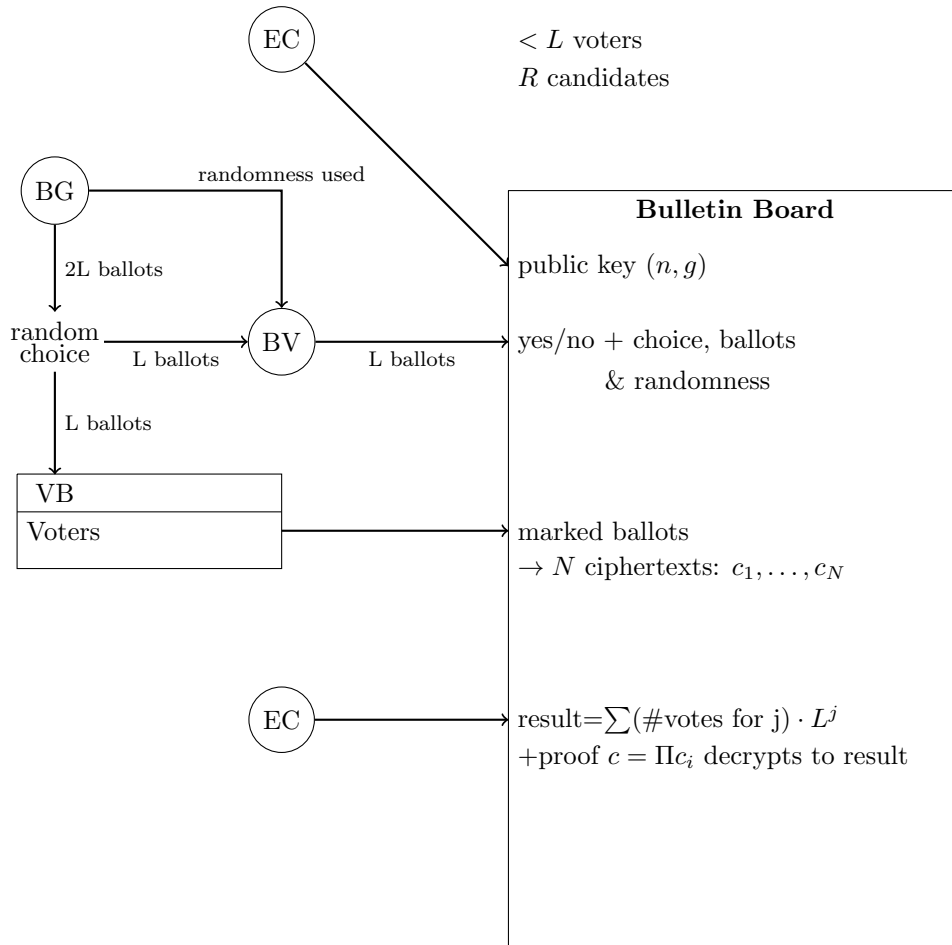 EC
< L voters
R candidates
BG
randomness used
Bulletin Board
public key (n, g)
2L ballots
random
choice
L ballots
BV
L ballots
yes/no + choice, ballots
& randomness
L ballots
VB
Voters
marked ballots
→ N ciphertexts: c₁, . . . , c_N
EC
result=∑(#votes for j) · L^j
+proof c = Πc_i decrypts to result